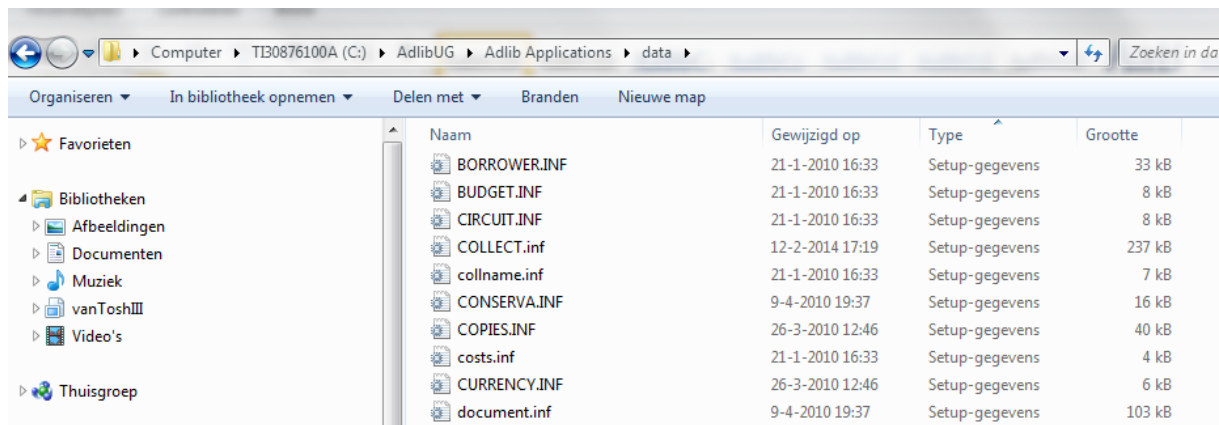 Computer ▸ TI30876100A (C:) ▸ AdlibUG ▸ Adlib Applications ▸ data ▸ Zoeken in da
Organiseren In bibliotheek opnemen Delen met Branden Nieuwe map
Naam Gewijzigd op Type Grootte
Favorieten
BORROWER.INF 21-1-2010 16:33 Setup-gegevens 33 kB
BUDGET.INF 21-1-2010 16:33 Setup-gegevens 8 kB
Bibliotheken
CIRCUIT.INF 21-1-2010 16:33 Setup-gegevens 8 kB
Afbeeldingen
COLLECT.inf 12-2-2014 17:19 Setup-gegevens 237 kB
Documenten
collname.inf 21-1-2010 16:33 Setup-gegevens 7 kB
Muziek
CONSERVA.INF 9-4-2010 19:37 Setup-gegevens 16 kB
vanToshIII
COPIES.INF 26-3-2010 12:46 Setup-gegevens 40 kB
Video's
costs.inf 21-1-2010 16:33 Setup-gegevens 4 kB
CURRENCY.INF 26-3-2010 12:46 Setup-gegevens 6 kB
Thuisgroep
document.inf 9-4-2010 19:37 Setup-gegevens 103 kB